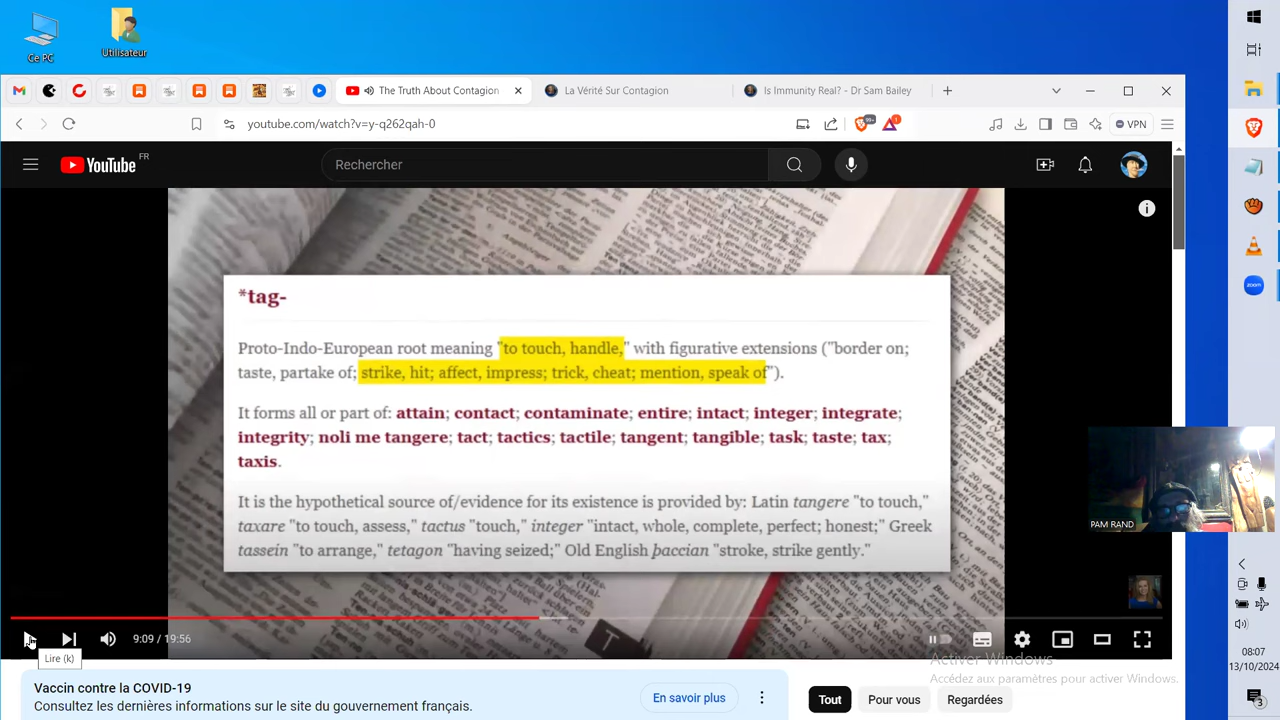 Ce PC
Utilisateur
The Truth About Contagion
La Vérité Sur Contagion
Is Immunity Real? - Dr Sam Bailey
youtube.com/watch?v=y-q262qah-0
99+
1
VPN
YouTube FR
Rechercher
*tag-
Proto-Indo-European root meaning "to touch, handle," with figurative extensions ("border on;
taste, partake of; strike, hit; affect, impress; trick, cheat; mention, speak of").
It forms all or part of: attain; contact; contaminate; entire; intact; integer; integrate;
integrity; noli me tangere; tact; tactics; tactile; tangent; tangible; task; taste; tax;
taxis.
It is the hypothetical source of/evidence for its existence is provided by: Latin tangere "to touch,"
taxare "to touch, assess," tactus "touch," integer "intact, whole, complete, perfect; honest;" Greek
tassein "to arrange," tetagon "having seized;" Old English þaccian "stroke, strike gently."
T
PAM RAND
zoom
9:09 / 19:56
Lire (k)
Activer Windows
Accédez aux paramètres pour activer Windows.
Vaccin contre la COVID-19
Consultez les dernières informations sur le site du gouvernement français.
En savoir plus
Tout
Pour vous
Regardées
08:07
13/10/2024
3